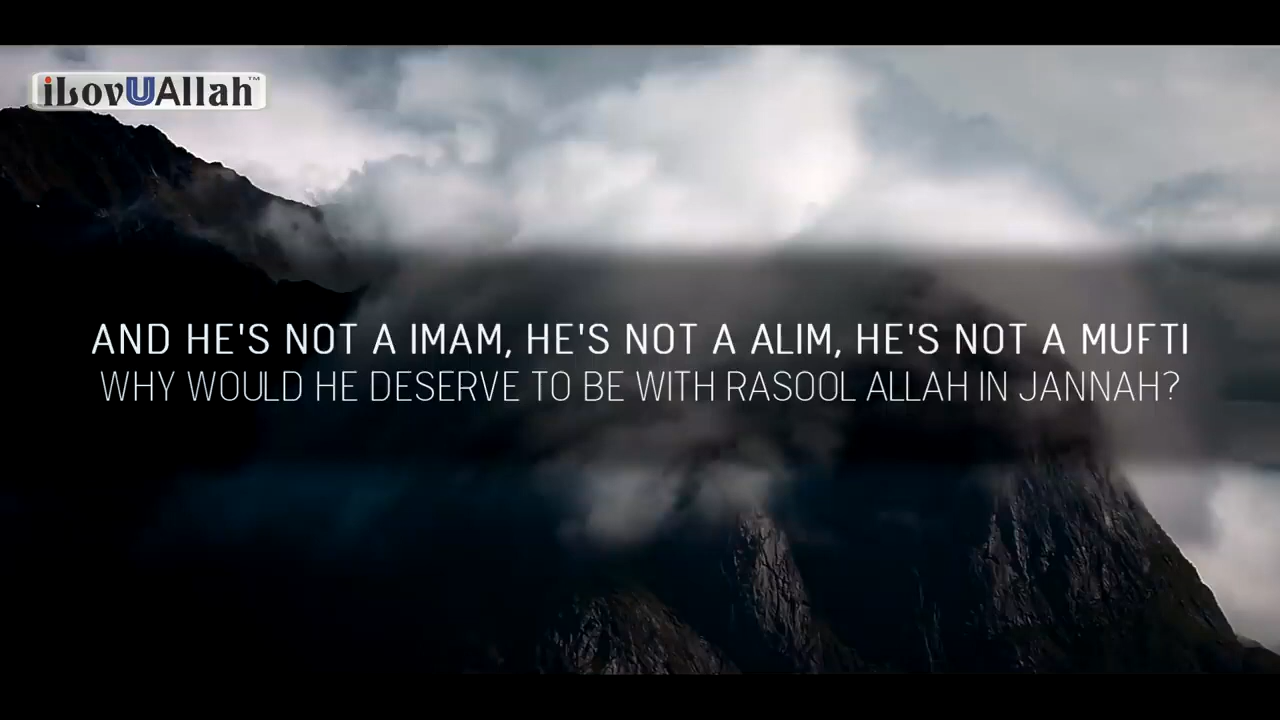 iLovUAllah™
AND HE'S NOT A IMAM, HE'S NOT A ALIM, HE'S NOT A MUFTI
WHY WOULD HE DESERVE TO BE WITH RASOOL ALLAH IN JANNAH?